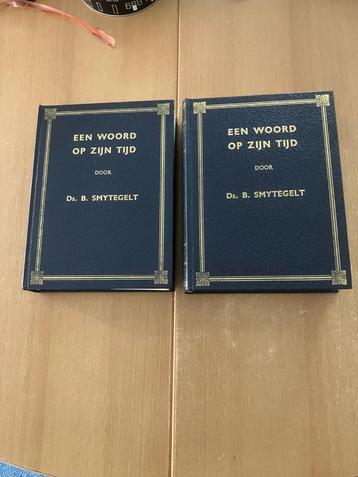 EEN WOORD
OP ZIJN TIJD
DOOR
Ds. B. SMYTEGELT
EEN WOORD
OP ZIJN TIJD
DOOR
Ds. B. SMYTEGELT